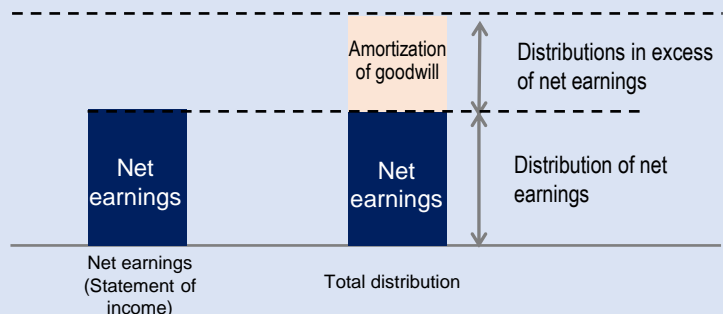 Amortization
of goodwill
Distributions in excess
of net earnings
Net
earnings
Net
earnings
Distribution of net
earnings
Net earnings
(Statement of
income)
Total distribution